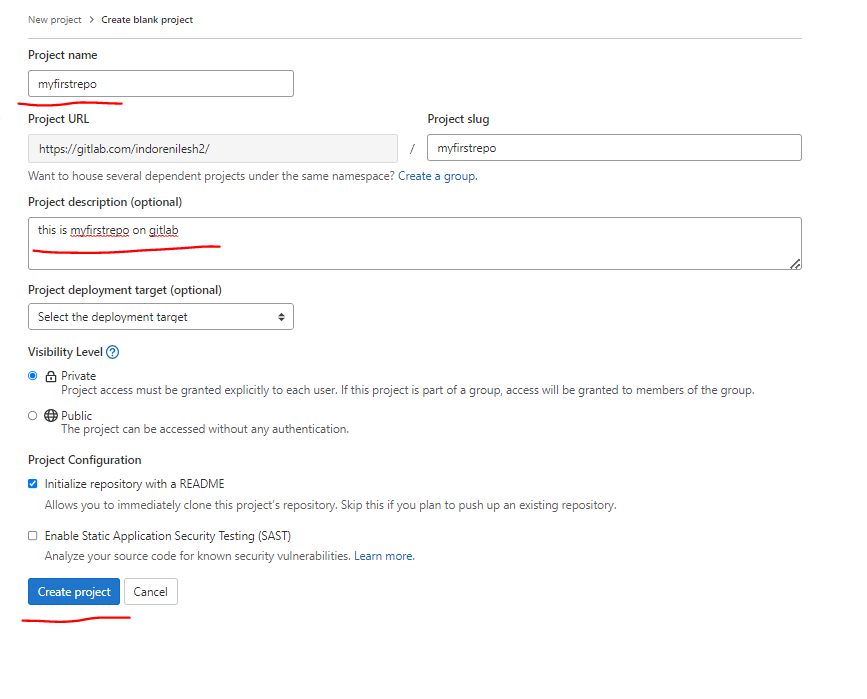 New project > Create blank project
Project name
myfirstrepo
Project URL
Project slug
https://gitlab.com/indorenilesh2/ / myfirstrepo
Want to house several dependent projects under the same namespace? Create a group.
Project description (optional)
this is myfirstrepo on gitlab
Project deployment target (optional)
Select the deployment target
Visibility Level ?
Private
Project access must be granted explicitly to each user. If this project is part of a group, access will be granted to members of the group.
Public
The project can be accessed without any authentication.
Project Configuration
Initialize repository with a README
Allows you to immediately clone this project's repository. Skip this if you plan to push up an existing repository.
Enable Static Application Security Testing (SAST)
Analyze your source code for known security vulnerabilities. Learn more.
Create project Cancel